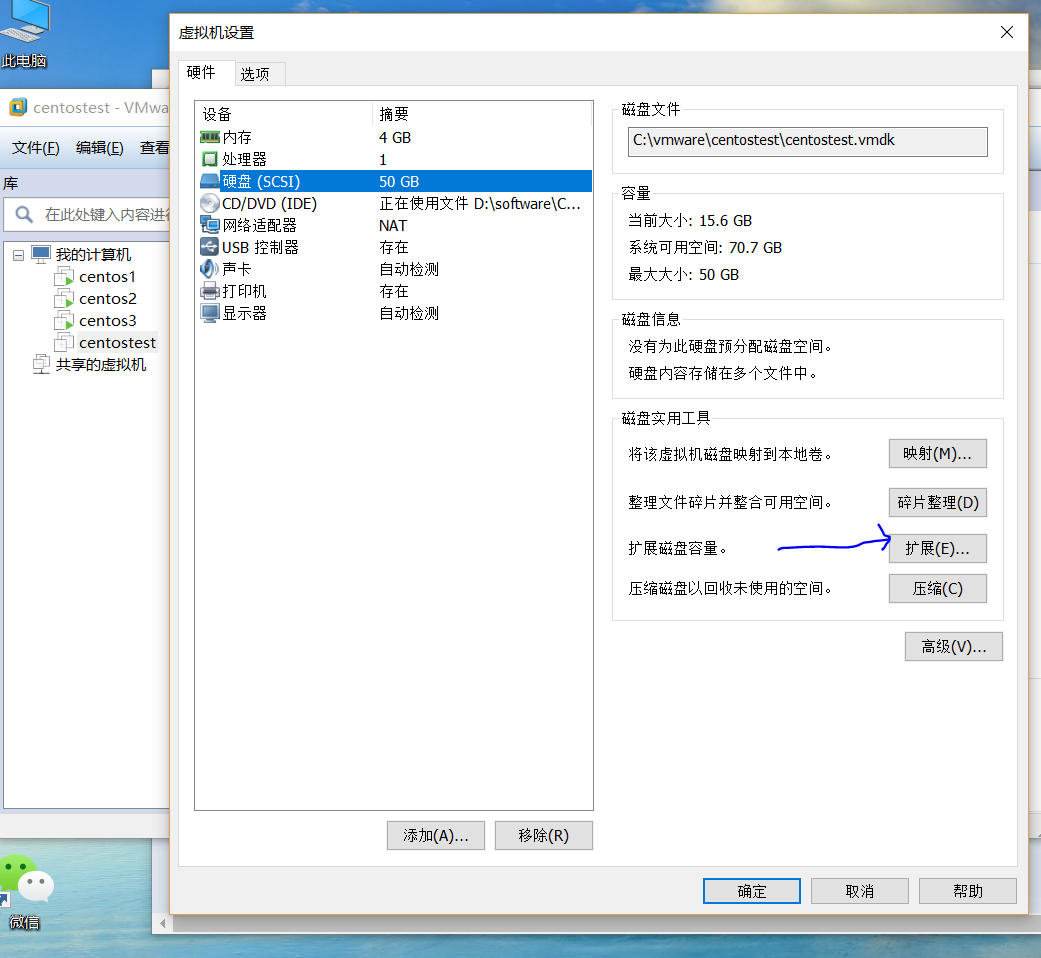 此电脑
centostest - VMwa
文件(F) 编辑(E) 查看
库
在此处键入内容进行
我的计算机
centos1
centos2
centos3
centostest
共享的虚拟机
微信
虚拟机设置
硬件 选项
设备 摘要
内存 4 GB
处理器 1
硬盘 (SCSI) 50 GB
CD/DVD (IDE) 正在使用文件 D:\software\C...
网络适配器 NAT
USB 控制器 存在
声卡 自动检测
打印机 存在
显示器 自动检测
添加(A)... 移除(R)
磁盘文件
C:\vmware\centostest\centostest.vmdk
容量
当前大小: 15.6 GB
系统可用空间: 70.7 GB
最大大小: 50 GB
磁盘信息
没有为此硬盘预分配磁盘空间。
硬盘内容存储在多个文件中。
磁盘实用工具
将该虚拟机磁盘映射到本地卷。 映射(M)...
整理文件碎片并整合可用空间。 碎片整理(D)
扩展磁盘容量。 扩展(E)...
压缩磁盘以回收未使用的空间。 压缩(C)
高级(V)...
确定 取消 帮助